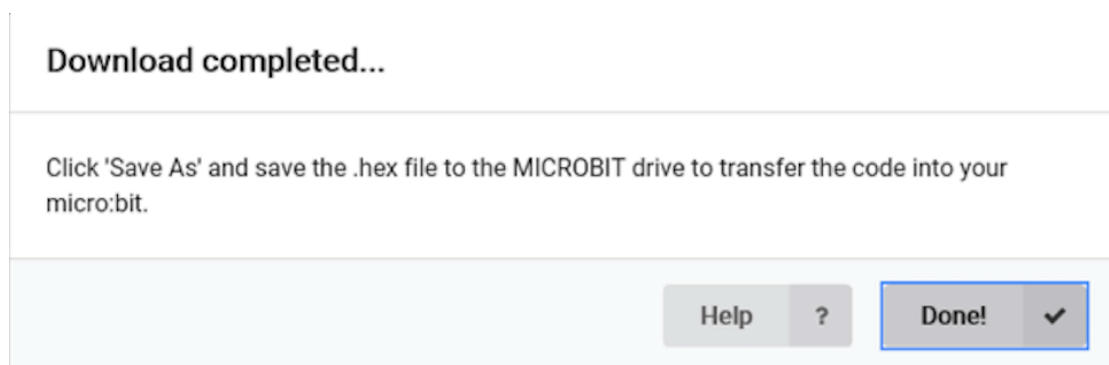 Download completed...
Click 'Save As' and save the .hex file to the MICROBIT drive to transfer the code into your
micro:bit.
Help ? Done!